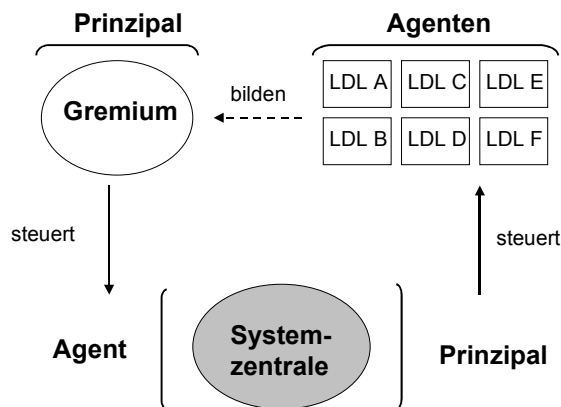 Prinzipal
Agenten
Gremium
bilden
LDL A LDL C LDL E
LDL B LDL D LDL F
steuert
steuert
Agent
System-
zentrale
Prinzipal